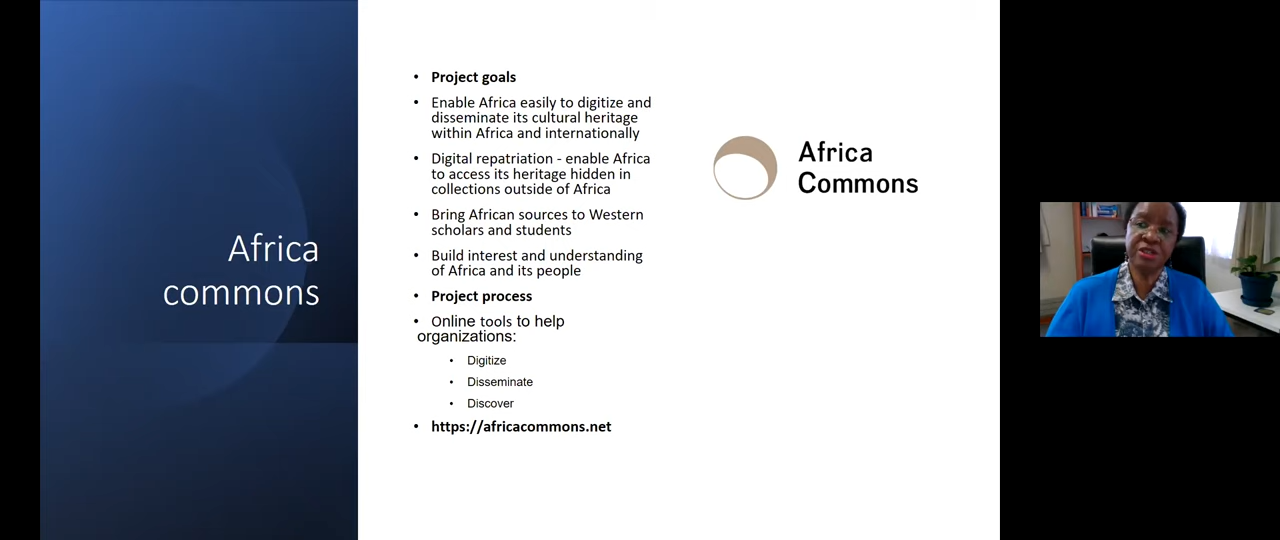 Africa
commons
• Project goals
• Enable Africa easily to digitize and
disseminate its cultural heritage
within Africa and internationally
• Digital repatriation - enable Africa
to access its heritage hidden in
collections outside of Africa
• Bring African sources to Western
scholars and students
• Build interest and understanding
of Africa and its people
• Project process
• Online tools to help
organizations:
• Digitize
• Disseminate
• Discover
• https://africacommons.net
Africa
Commons